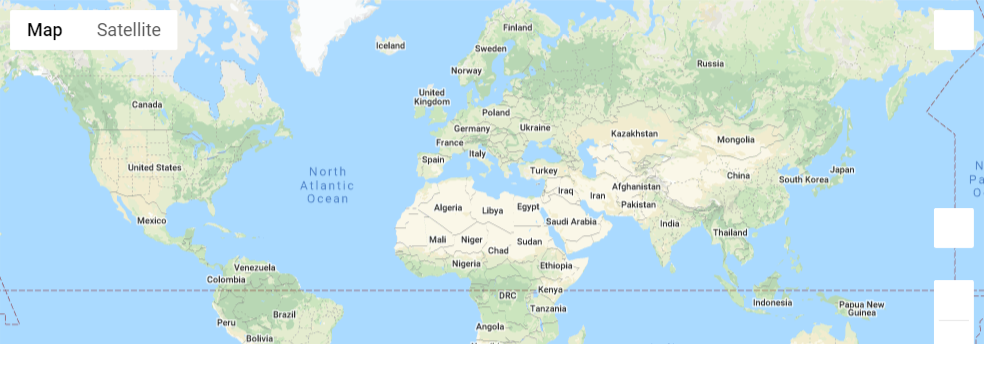 Map
Satellite
Finland
Iceland
Sweden
Russia
Norway
United
Kingdom
Canada
Poland
Germany
Ukraine
Kazakhstan
Mongolia
France
Italy
Spain
United States
North
Atlantic
Ocean
Turkey
China
Japan
South Korea
Iraq
Iran
Afghanistan
Pakistan
Algeria
Libya
Egypt
Saudi Arabia
Mexico
India
Thailand
Mali
Niger
Chad
Sudan
Nigeria
Ethiopia
Venezuela
Colombia
Kenya
DRC
Tanzania
Indonesia
Papua New
Guinea
Peru
Brazil
Angola
Bolivia
N
Pa
O